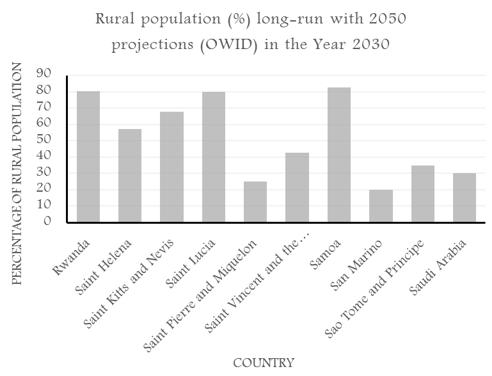 Rural population (%) long-run with 2050
projections (OWID) in the Year 2030
PERCENTAGE OF RURAL POPULATION
90
80
70
60
50
40
30
20
10
0
Rwanda
Saint Helena
Saint Kitts and Nevis
Saint Lucia
Saint Pierre and Miquelon
Saint Vincent and the...
Samoa
San Marino
Sao Tome and Principe
Saudi Arabia
COUNTRY